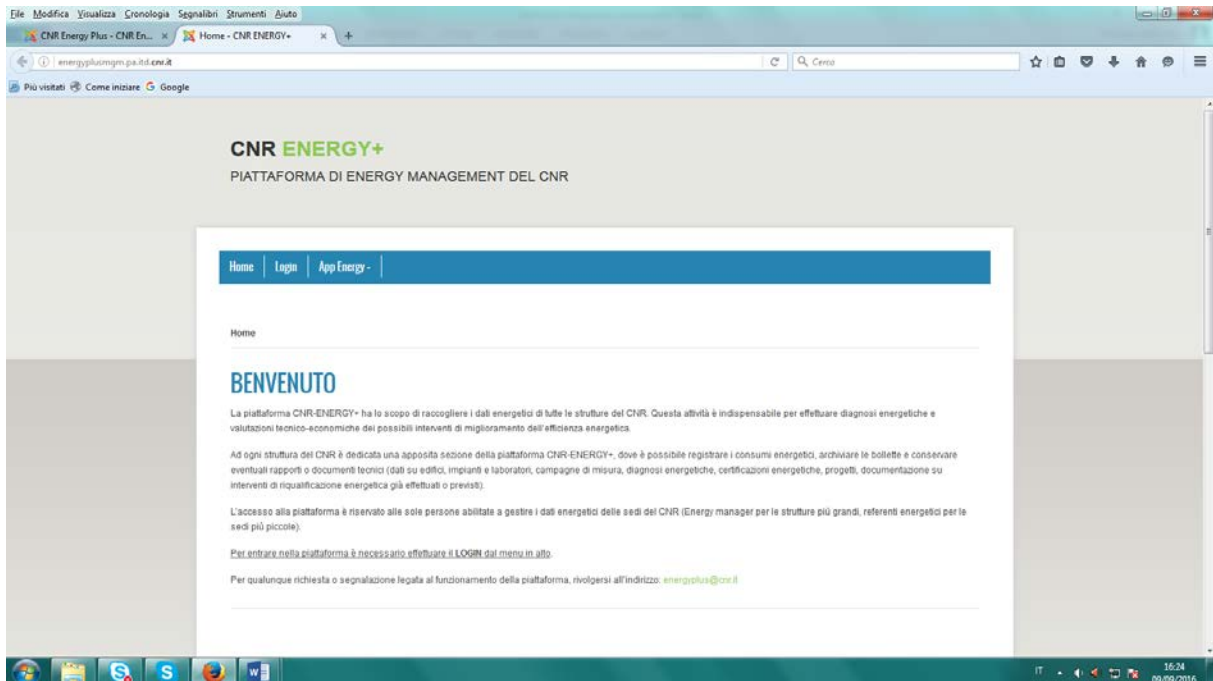 File Modifica Visualizza Cronologia Segnalibri Strumenti Aiuto
CNR Energy Plus - CNR En... × Home - CNR ENERGY+ × +
energyplusmgm.pa.itd.cnr.it
Cerca
Più visitati Come iniziare Google
CNR ENERGY+
PIATTAFORMA DI ENERGY MANAGEMENT DEL CNR
Home Login App Energy -
Home
BENVENUTO
La piattaforma CNR-ENERGY+ ha lo scopo di raccogliere i dati energetici di tutte le strutture del CNR. Questa attività è indispensabile per effettuare diagnosi energetiche e
valutazioni tecnico-economiche dei possibili interventi di miglioramento dell'efficienza energetica.
Ad ogni struttura del CNR è dedicata una apposita sezione della piattaforma CNR-ENERGY+, dove è possibile registrare i consumi energetici, archiviare le bollette e conservare
eventuali rapporti o documenti tecnici (dati su edifici, impianti e laboratori, campagne di misura, diagnosi energetiche, certificazioni energetiche, progetti, documentazione su
interventi di riqualificazione energetica già effettuati o previsti).
L'accesso alla piattaforma è riservato alle sole persone abilitate a gestire i dati energetici delle sedi del CNR (Energy manager per le strutture più grandi, referenti energetici per le
sedi più piccole).
Per entrare nella piattaforma è necessario effettuare il LOGIN dal menu in alto.
Per qualunque richiesta o segnalazione legata al funzionamento della piattaforma, rivolgersi all'indirizzo: energyplus@cnr.it
IT 16:24
09/09/2016